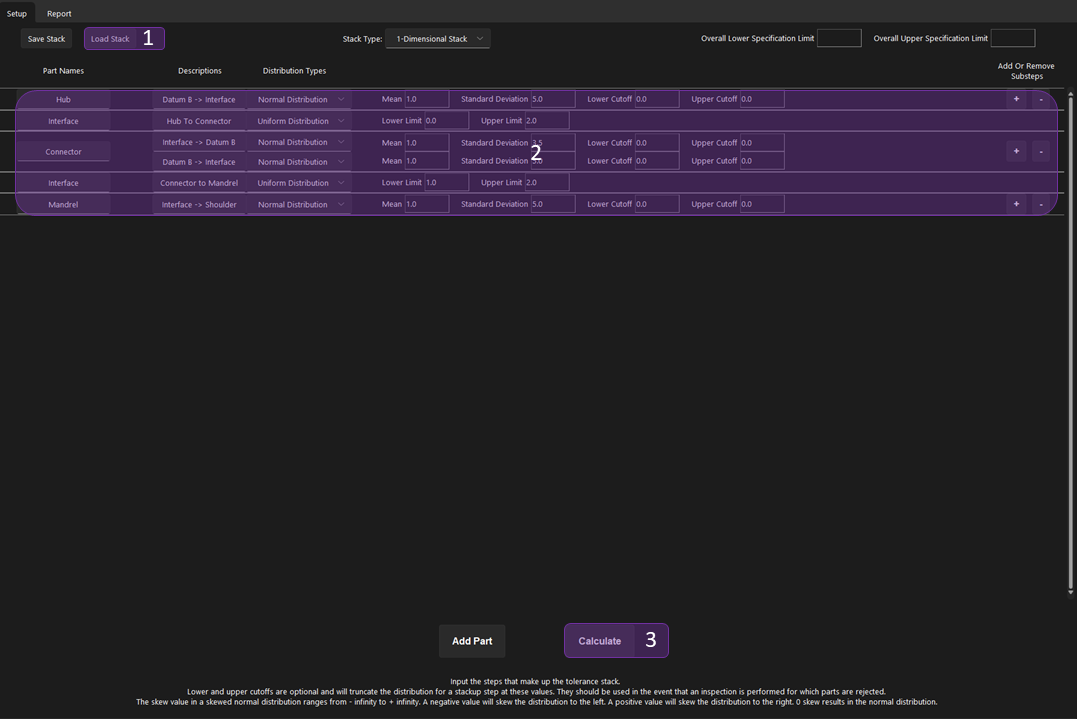 Setup Report
Save Stack Load Stack 1 Stack Type: 1-Dimensional Stack Overall Lower Specification Limit Overall Upper Specification Limit
Part Names Descriptions Distribution Types Add Or Remove
Substeps
Hub Datum B -> Interface Normal Distribution Mean 1.0 Standard Deviation 5.0 Lower Cutoff 0.0 Upper Cutoff 0.0 + -
Interface Hub To Connector Uniform Distribution Lower Limit 0.0 Upper Limit 2.0
Connector Interface -> Datum B Normal Distribution Mean 1.0 Standard Deviation Lower Cutoff 0.0 Upper Cutoff 0.0 + -
2
Datum B -> Interface Normal Distribution Mean 1.0 Standard Deviation Lower Cutoff 0.0 Upper Cutoff 0.0
Interface Connector to Mandrel Uniform Distribution Lower Limit 1.0 Upper Limit 2.0
Mandrel Interface -> Shoulder Normal Distribution Mean 1.0 Standard Deviation 5.0 Lower Cutoff 0.0 Upper Cutoff 0.0 + -
Add Part Calculate 3
Input the steps that make up the tolerance stack.
Lower and upper cutoffs are optional and will truncate the distribution for a stackup step at these values. They should be used in the event that an inspection is performed for which parts are rejected.
The skew value in a skewed normal distribution ranges from - infinity to + infinity. A negative value will skew the distribution to the left. A positive value will skew the distribution to the right. 0 skew results in the normal distribution.